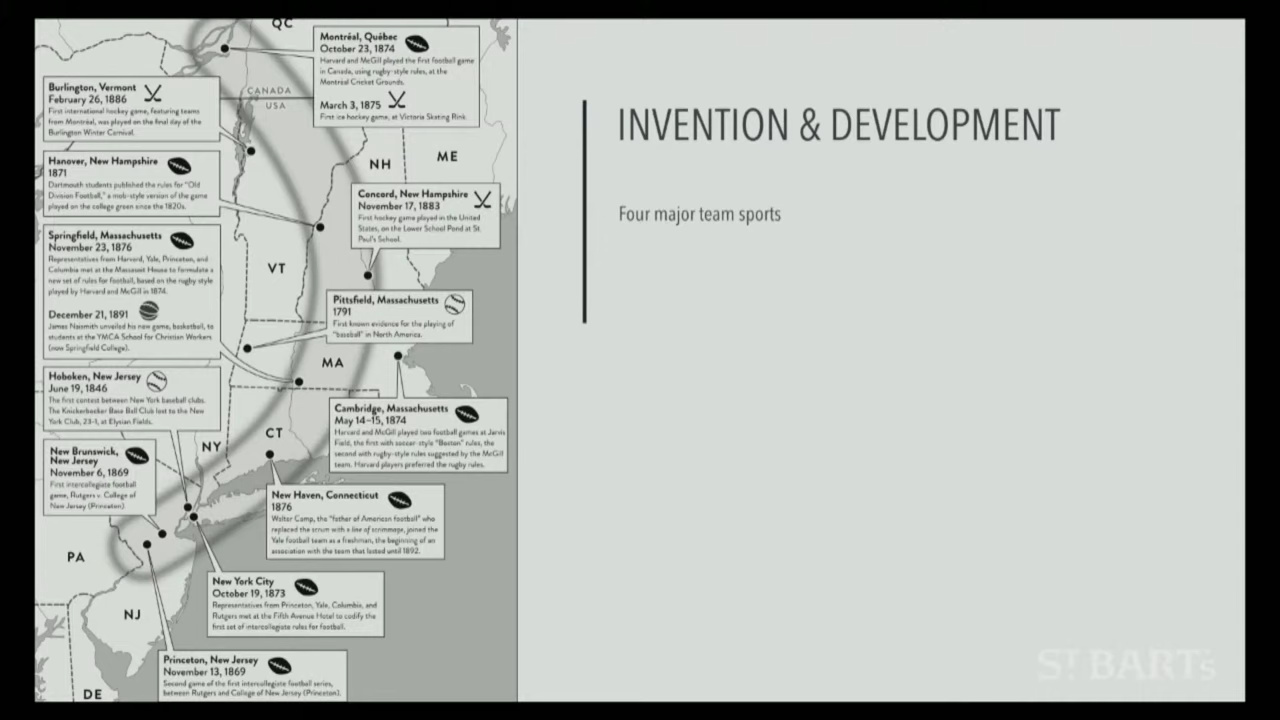 QC
Montréal, Québec
October 23, 1874
Harvard and McGill played the first football game
in Canada, using rugby-style rules, at the
Montréal Cricket Grounds.
March 3, 1875
First ice hockey game, at Victoria Skating Rink.
CANADA
USA
Burlington, Vermont
February 26, 1886
First international hockey game, featuring teams
from Montréal, was played on the final day of the
Burlington Winter Carnival.
Hanover, New Hampshire
1871
Dartmouth students published the rules for "Old
Division Football," a mob-style version of the game
played on the college green since the 1820s.
NH
ME
Concord, New Hampshire
November 17, 1883
First hockey game played in the United
States, on the Lower School Pond at St.
Paul's School.
Springfield, Massachusetts
November 23, 1876
Representatives from Harvard, Yale, Princeton, and
Columbia met at the Massasoit House to formulate a
new set of rules for football, based on the rugby style
played by Harvard and McGill in 1874.
December 21, 1891
James Naismith unveiled his new game, basketball, to
students at the YMCA School for Christian Workers
(now Springfield College).
VT
Pittsfield, Massachusetts
1791
First known evidence for the playing of
"baseball" in North America.
MA
Hoboken, New Jersey
June 19, 1846
The first contest between New York baseball clubs.
The Knickerbocker Base Ball Club lost to the New
York Club, 23-1, at Elysian Fields.
Cambridge, Massachusetts
May 14–15, 1874
Harvard and McGill played two football games at Jarvis
Field, the first with soccer-style "Boston" rules, the
second with rugby-style rules suggested by the McGill
team. Harvard players preferred the rugby rules.
NY
CT
New Brunswick,
New Jersey
November 6, 1869
First intercollegiate football
game, Rutgers v. College of
New Jersey (Princeton)
New Haven, Connecticut
1876
Walter Camp, the "father of American football" who
replaced the scrum with a line of scrimmage, joined the
Yale football team as a freshman, the beginning of an
association with the team that lasted until 1892.
PA
New York City
October 19, 1873
Representatives from Princeton, Yale, Columbia, and
Rutgers met at the Fifth Avenue Hotel to codify the
first set of intercollegiate rules for football.
NJ
Princeton, New Jersey
November 13, 1869
Second game of the first intercollegiate football series,
between Rutgers and College of New Jersey (Princeton).
DE
INVENTION & DEVELOPMENT
Four major team sports
ST. BART'S